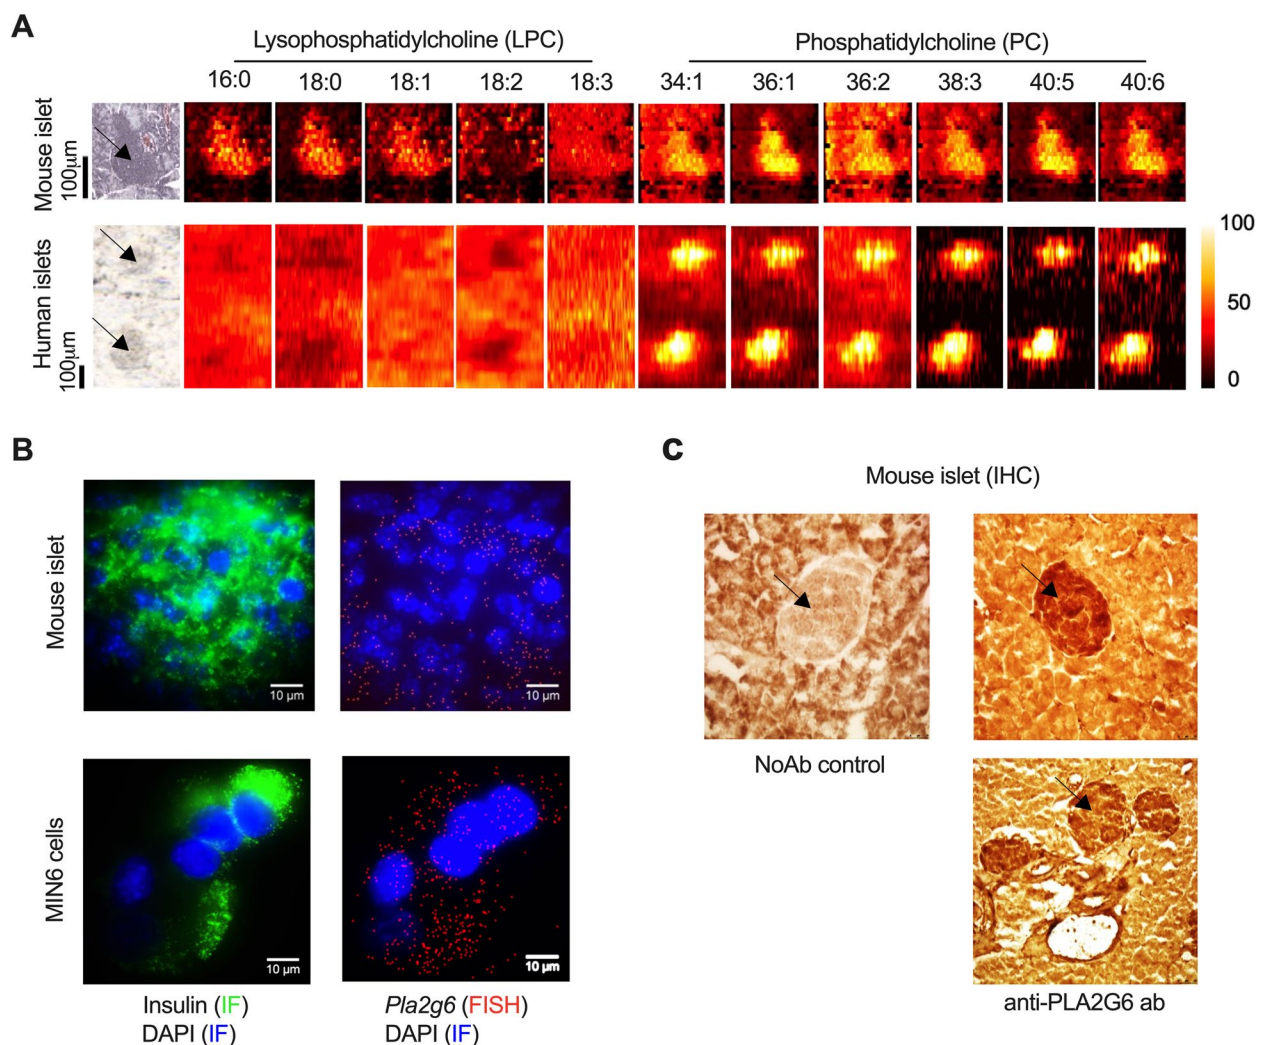 A
Lysophosphatidylcholine (LPC)
Phosphatidylcholine (PC)
16:0 18:0 18:1 18:2 18:3 34:1 36:1 36:2 38:3 40:5 40:6
Mouse islet
100µm
Human islets
100µm
100
50
0
B
Mouse islet
10 µm
10 µm
MIN6 cells
10 µm
10 µm
Insulin (IF)
DAPI (IF)
Pla2g6 (FISH)
DAPI (IF)
C
Mouse islet (IHC)
NoAb control
anti-PLA2G6 ab